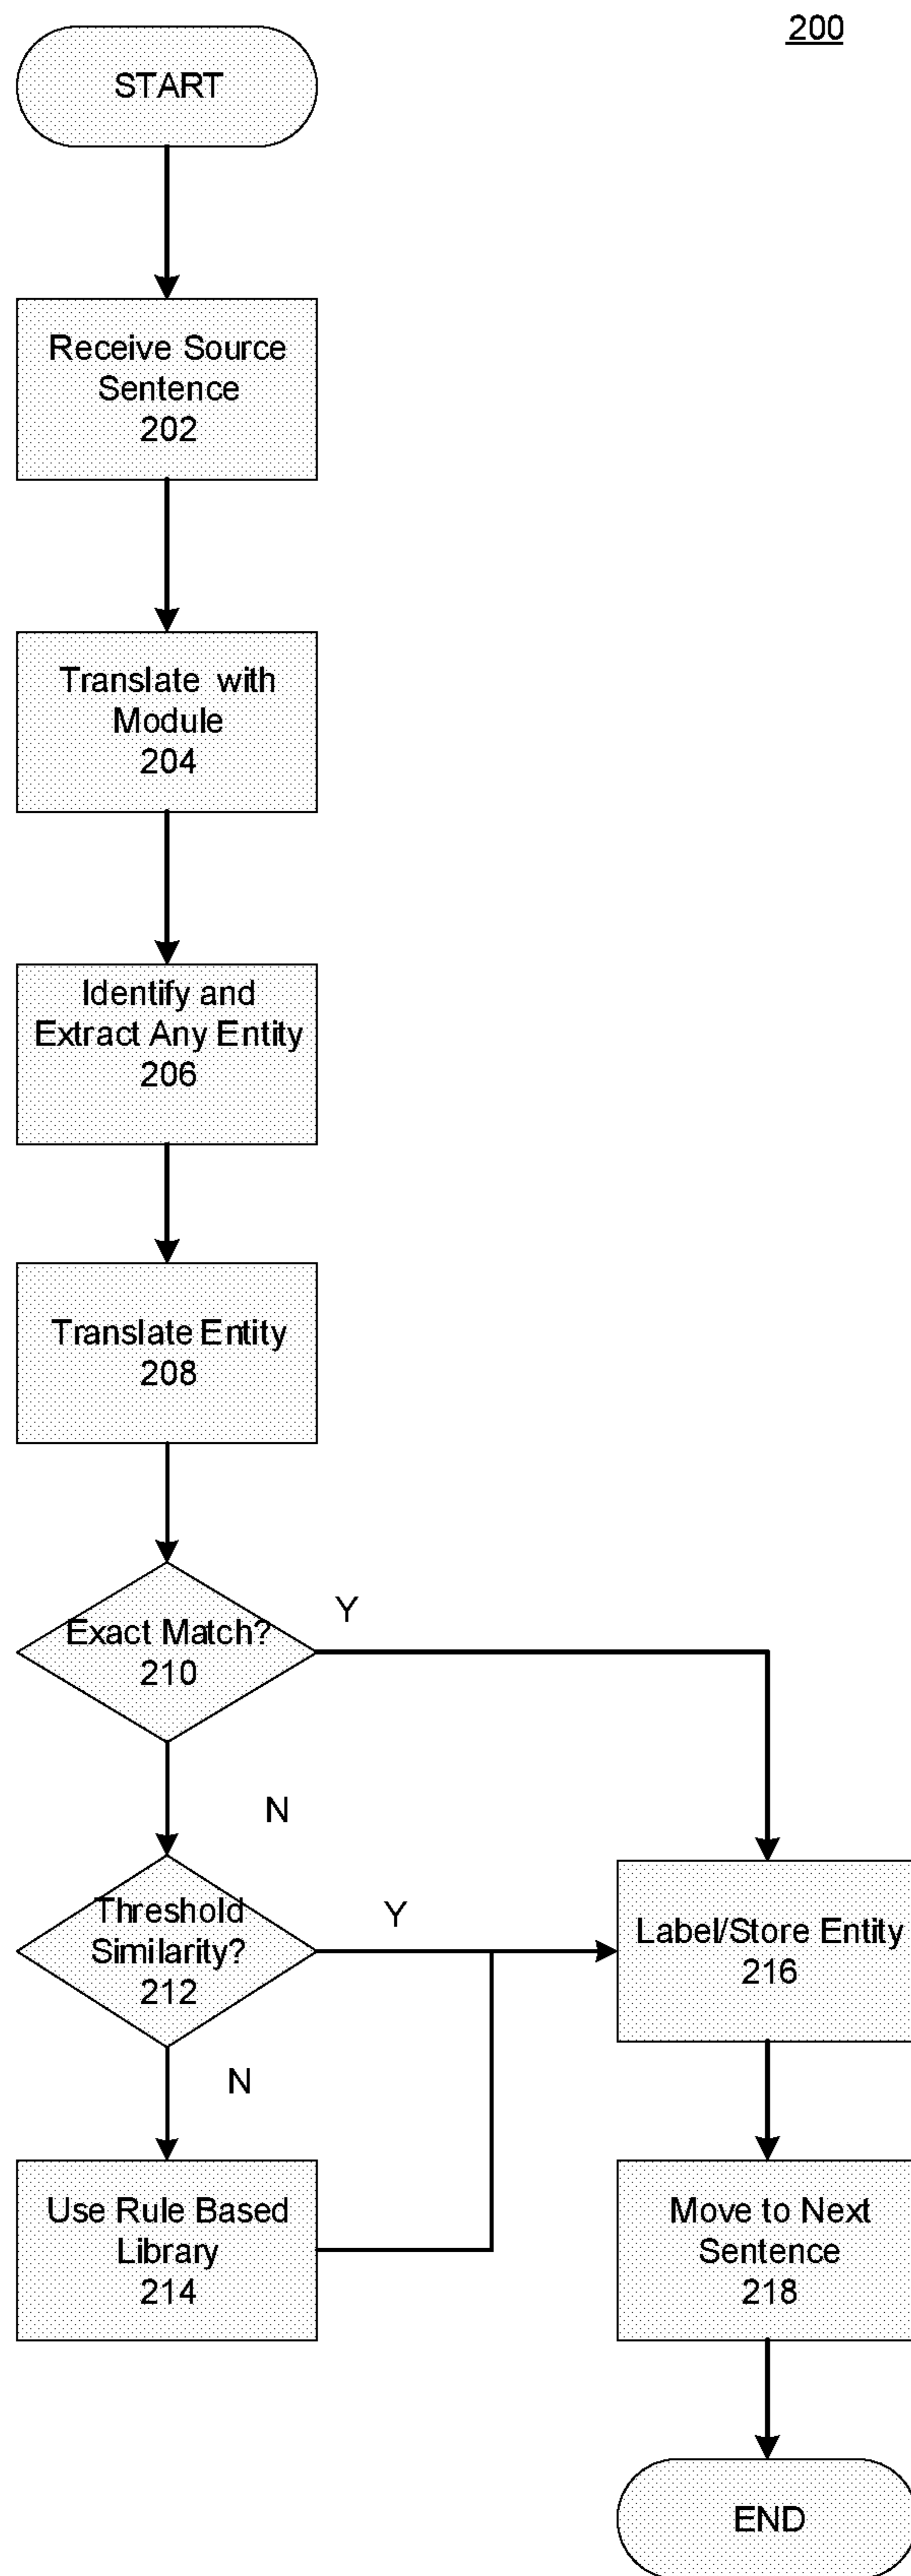 200
START
Receive Source
Sentence
202
Translate with
Module
204
Identify and
Extract Any Entity
206
Translate Entity
208
Exact Match?
210
Y
N
Threshold
Similarity?
212
Y
N
Use Rule Based
Library
214
Label/Store Entity
216
Move to Next
Sentence
218
END